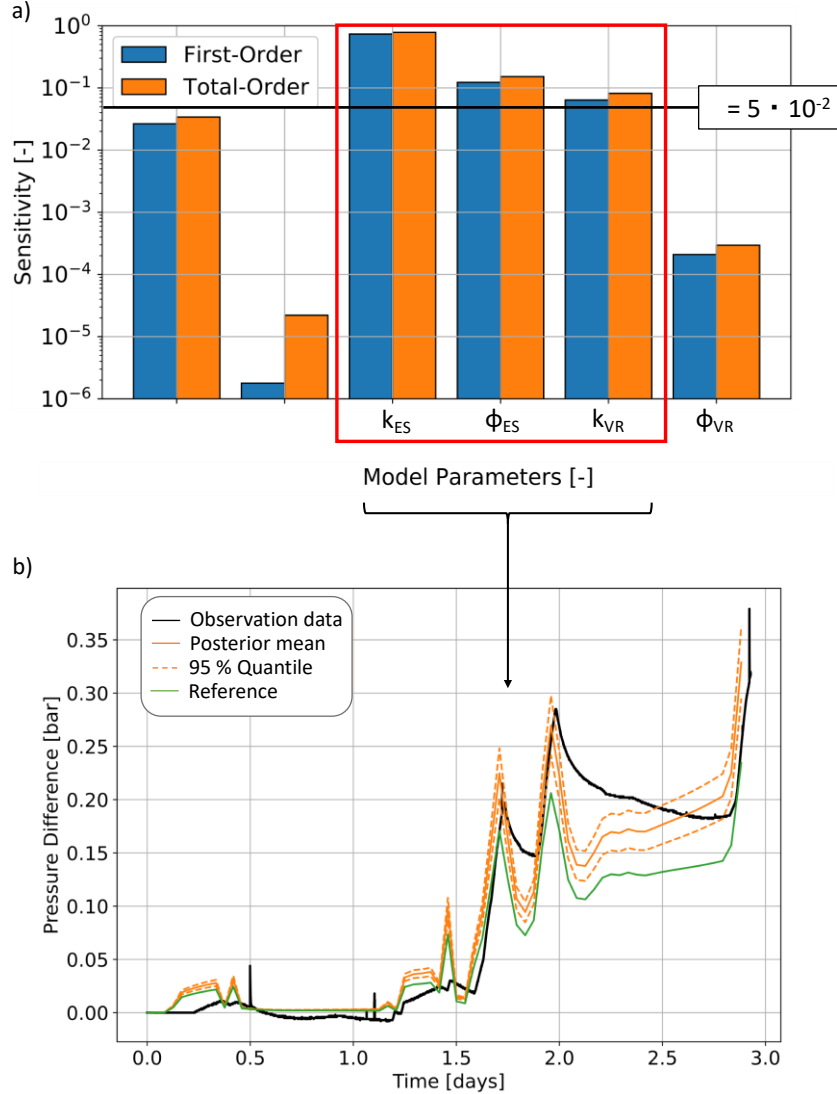 a)
10⁰
First-Order
Total-Order
10⁻¹
= 5 · 10⁻²
10⁻²
10⁻³
10⁻⁴
10⁻⁵
10⁻⁶
Sensitivity [-]
k_ES
ϕ_ES
k_VR
ϕ_VR
Model Parameters [-]
b)
Observation data
Posterior mean
95 % Quantile
Reference
0.35
0.30
0.25
0.20
0.15
0.10
0.05
0.00
Pressure Difference [bar]
0.0 0.5 1.0 1.5 2.0 2.5 3.0
Time [days]